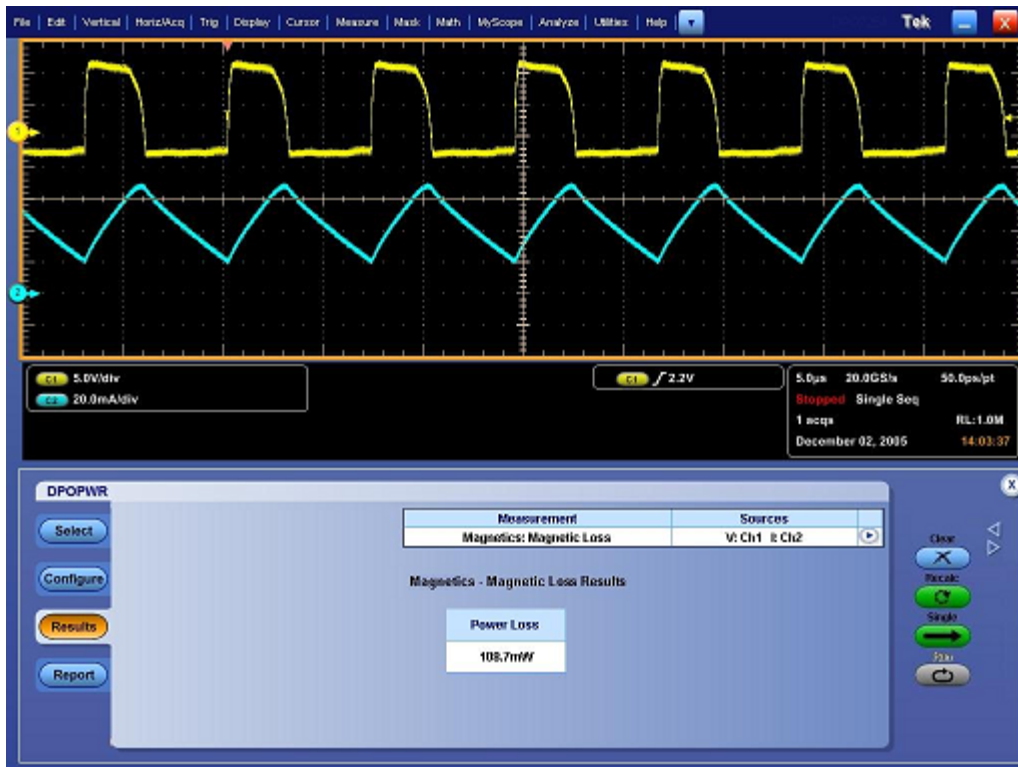 File | Edit | Vertical | Horiz/Acq | Trig | Display | Cursor | Measure | Mask | Math | MyScope | Analyze | Utilities | Help
Tek
X
1
2
C1 5.0V/div
C2 20.0mA/div
C1 2.2V
5.0µs 20.0GS/s 50.0ps/pt
Stopped Single Seq
1 acqs RL:1.0M
December 02, 2005 14:03:37
DPOPWR
X
Select
Configure
Results
Report
Measurement Sources
Magnetics: Magnetic Loss V: Ch1 I: Ch2
Magnetics - Magnetic Loss Results
Power Loss
108.7mW
Clear
Recalc
Single
Run